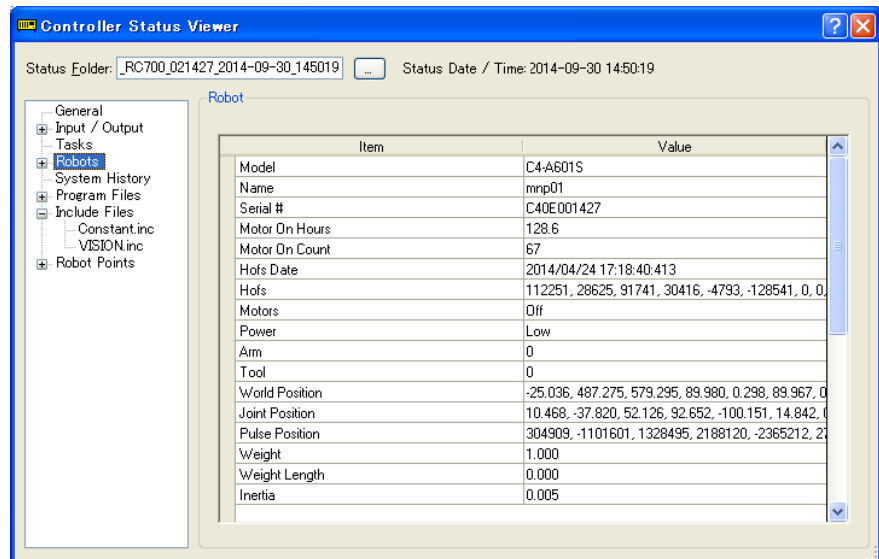 Controller Status Viewer
Status Folder: _RC700_021427_2014-09-30_145019 ... Status Date / Time: 2014-09-30 14:50:19
General
Input / Output
Tasks
Robots
System History
Program Files
Include Files
Constant.inc
VISION.inc
Robot Points
Robot
Item Value
Model C4-A601S
Name mnp01
Serial # C40E001427
Motor On Hours 128.6
Motor On Count 67
Hofs Date 2014/04/24 17:18:40:413
Hofs 112251, 28625, 91741, 30416, -4793, -128541, 0, 0,
Motors Off
Power Low
Arm 0
Tool 0
World Position -25.036, 487.275, 579.295, 89.980, 0.298, 89.967, 0
Joint Position 10.468, -37.820, 52.126, 92.652, -100.151, 14.842,
Pulse Position 304909, -1101601, 1328495, 2188120, -2365212,
Weight 1.000
Weight Length 0.000
Inertia 0.005